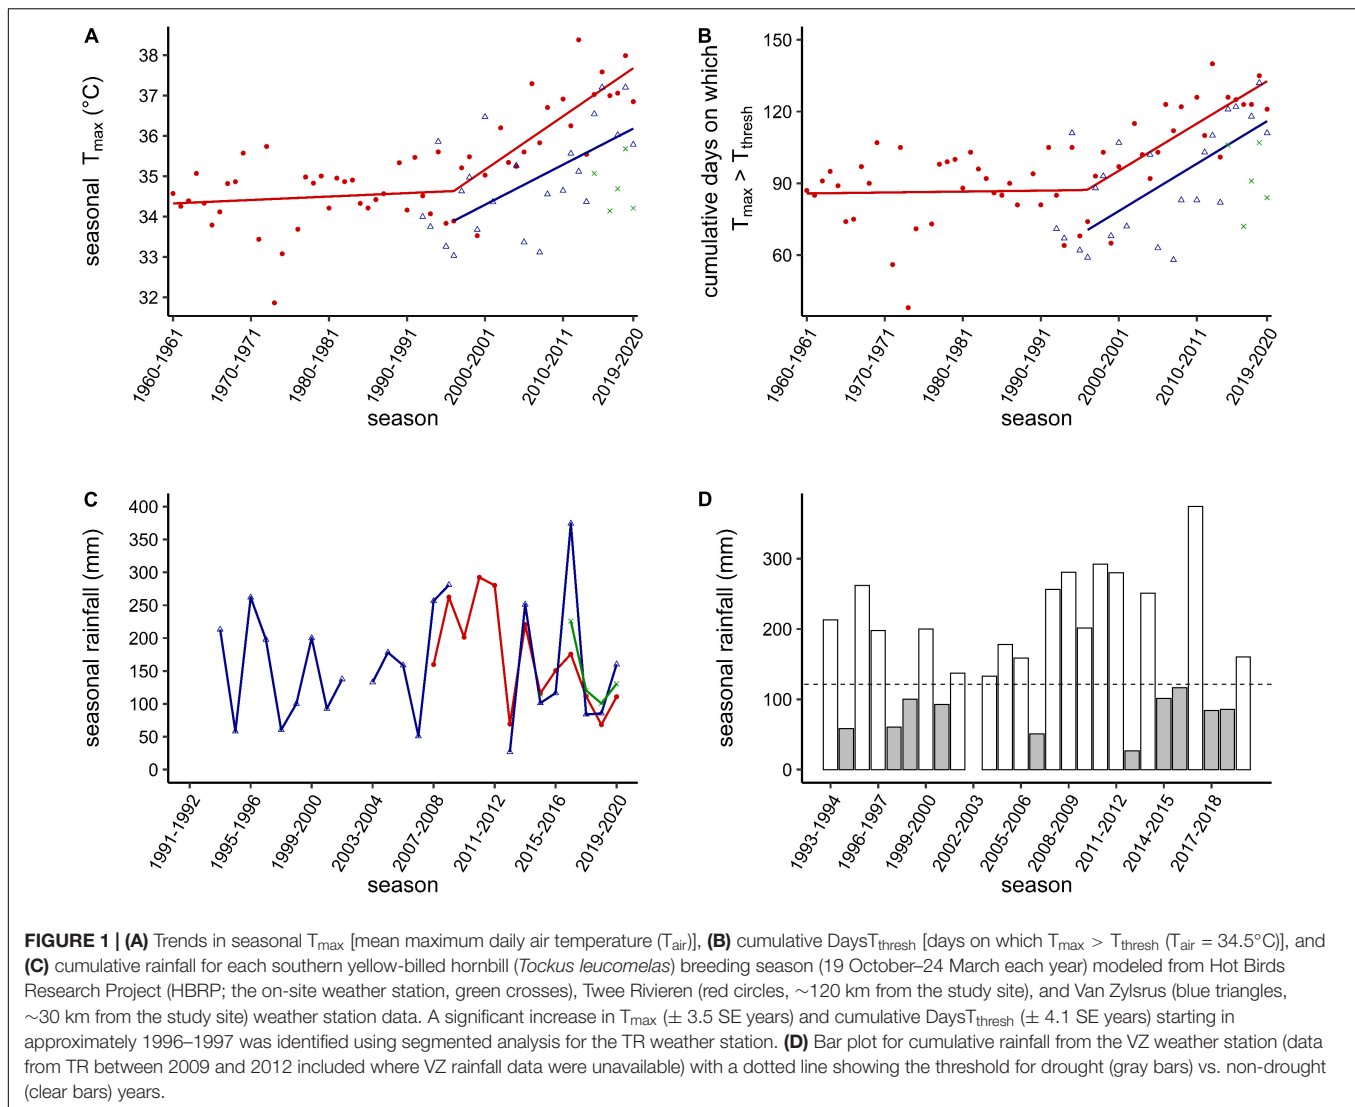 A
seasonal Tmax (°C)
38
37
36
35
34
33
32
1960-1961
1970-1971
1980-1981
1990-1991
2000-2001
2010-2011
2019-2020
season
B
cumulative days on which
Tmax > Tthresh
150
120
90
60
1960-1961
1970-1971
1980-1981
1990-1991
2000-2001
2010-2011
2019-2020
season
C
seasonal rainfall (mm)
400
350
300
250
200
150
100
50
0
1991-1992
1995-1996
1999-2000
2003-2004
2007-2008
2011-2012
2015-2016
2019-2020
season
D
seasonal rainfall (mm)
300
200
100
0
1993-1994
1996-1997
1999-2000
2002-2003
2005-2006
2008-2009
2011-2012
2014-2015
2017-2018
season
FIGURE 1 | (A) Trends in seasonal Tmax [mean maximum daily air temperature (Tair)], (B) cumulative DaysTthresh [days on which Tmax > Tthresh (Tair = 34.5°C)], and
(C) cumulative rainfall for each southern yellow-billed hornbill (Tockus leucomelas) breeding season (19 October–24 March each year) modeled from Hot Birds
Research Project (HBRP; the on-site weather station, green crosses), Twee Rivieren (red circles, ~120 km from the study site), and Van Zylsrus (blue triangles,
~30 km from the study site) weather station data. A significant increase in Tmax (± 3.5 SE years) and cumulative DaysTthresh (± 4.1 SE years) starting in
approximately 1996–1997 was identified using segmented analysis for the TR weather station. (D) Bar plot for cumulative rainfall from the VZ weather station (data
from TR between 2009 and 2012 included where VZ rainfall data were unavailable) with a dotted line showing the threshold for drought (gray bars) vs. non-drought
(clear bars) years.